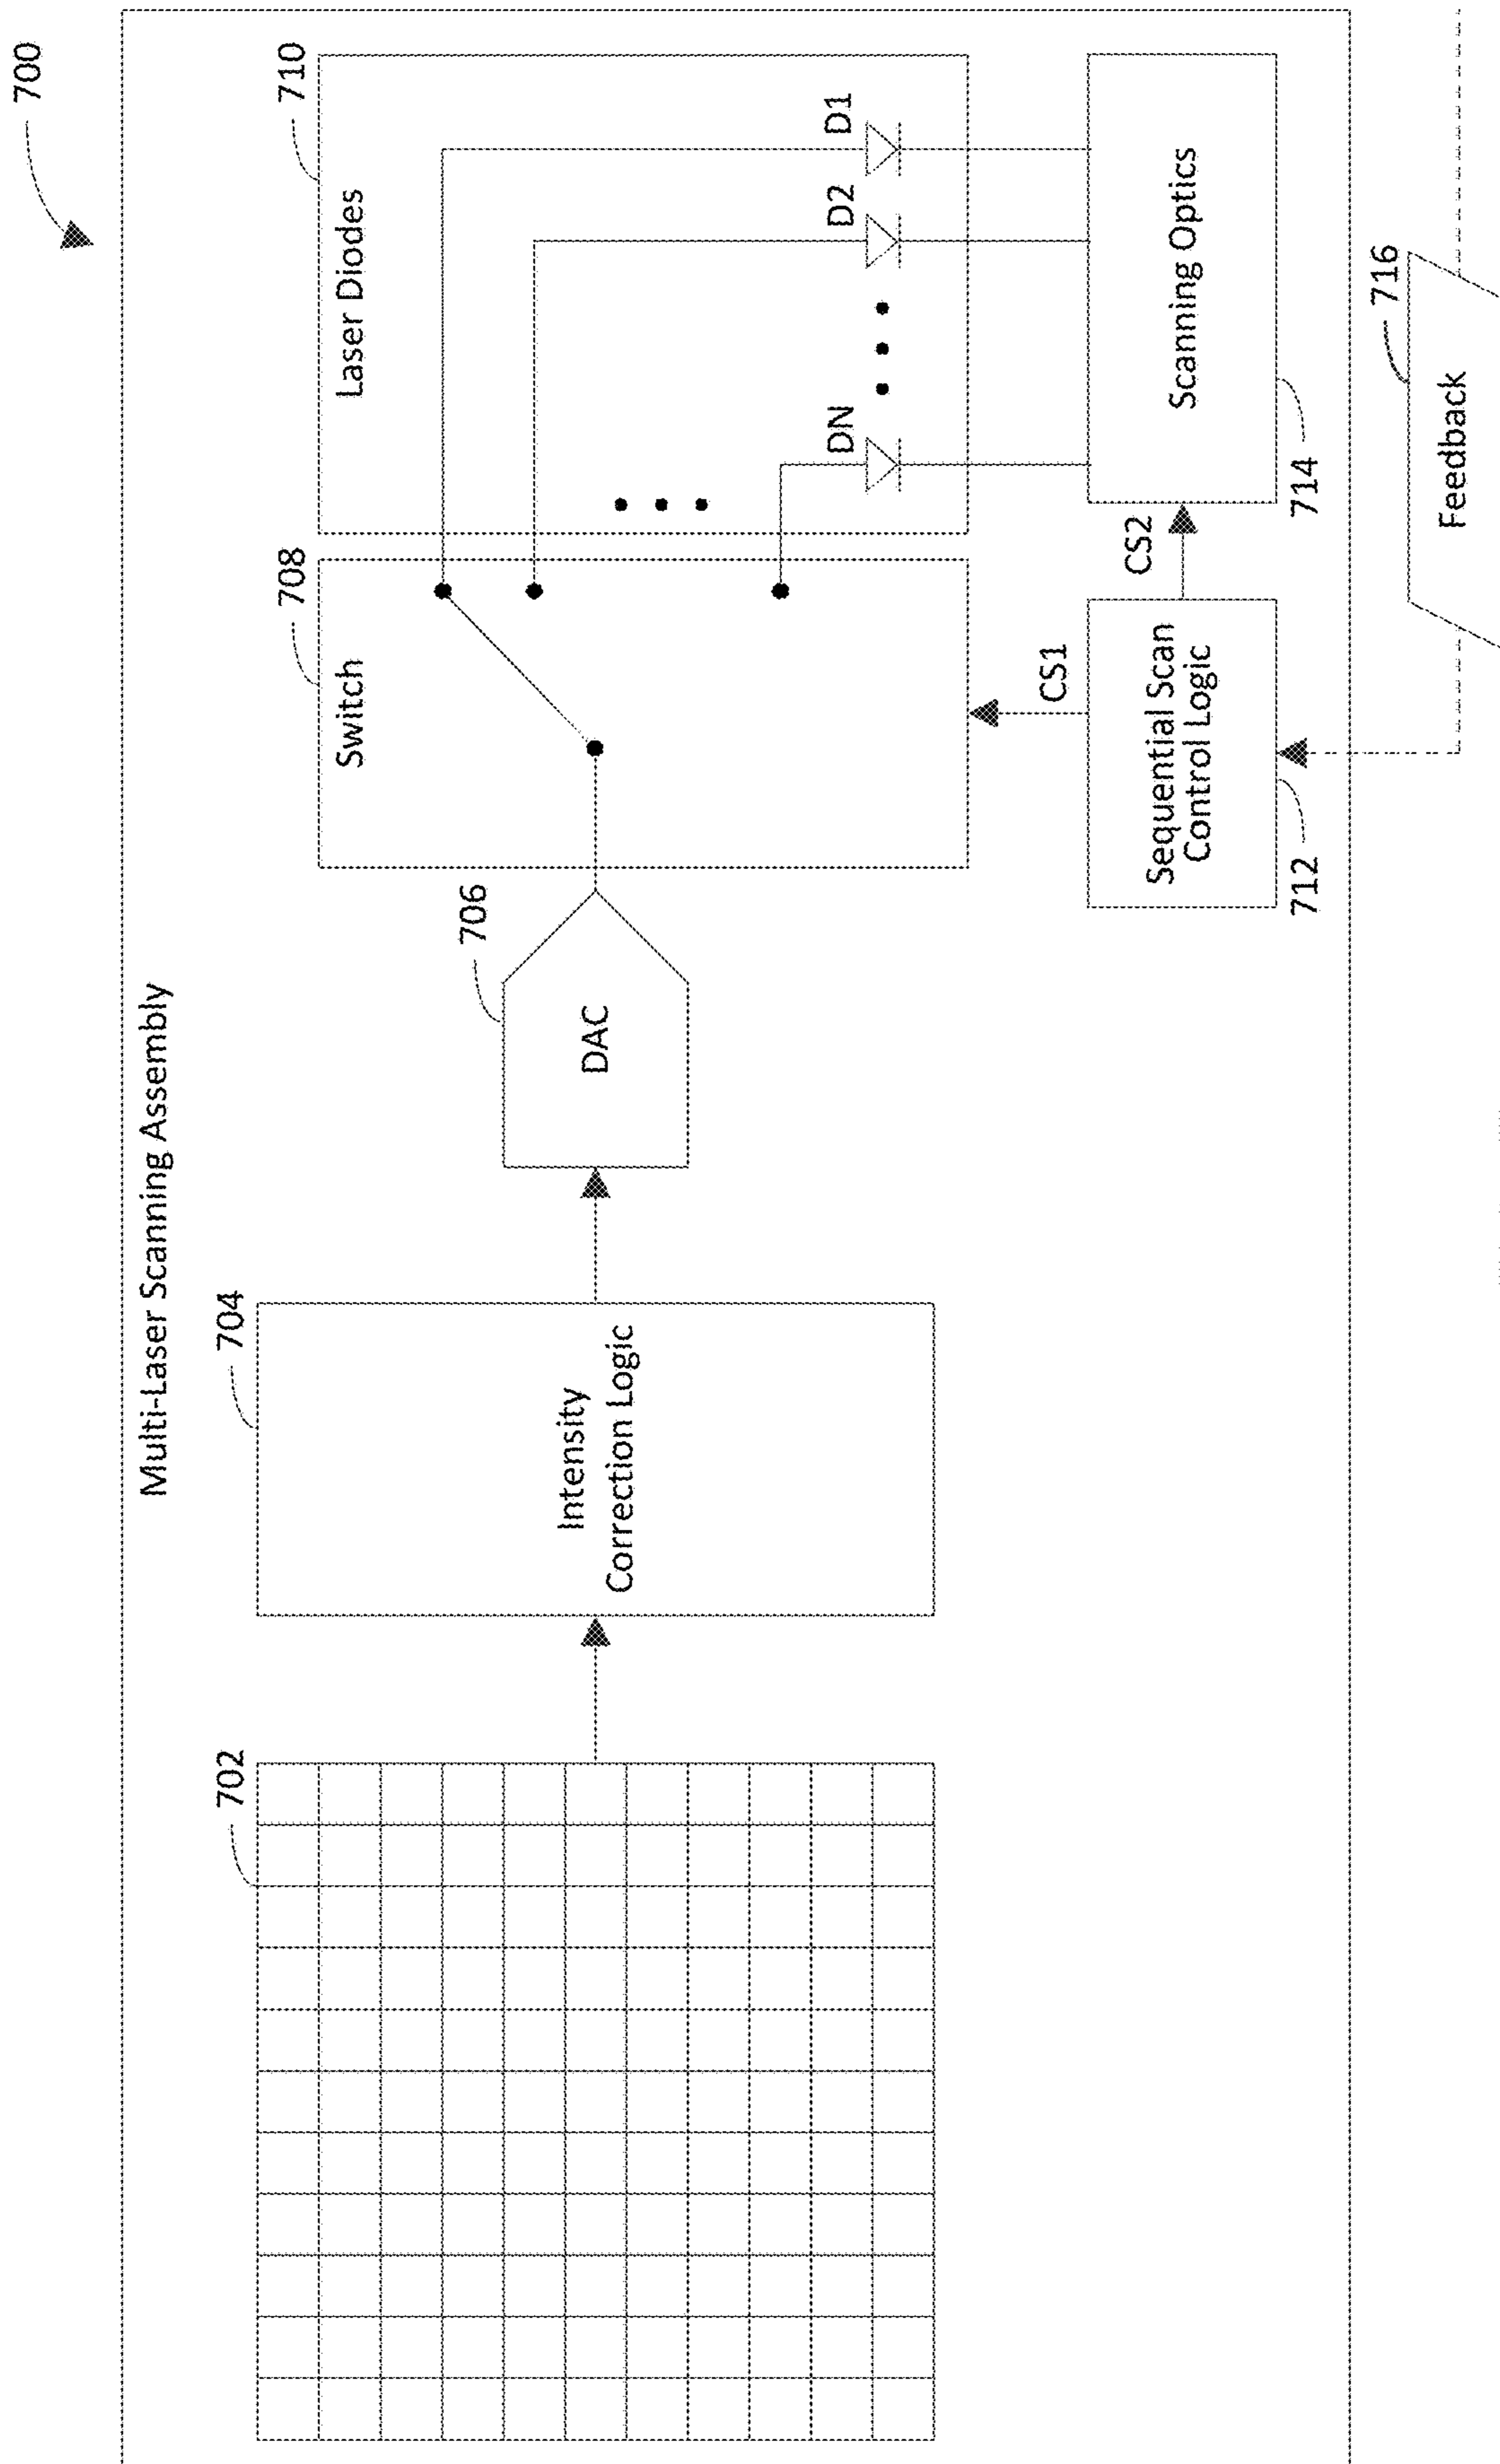 700
Multi-Laser Scanning Assembly
702
704
Intensity
Correction Logic
706
DAC
708
Switch
710
Laser Diodes
D1
D2
DN
CS1
CS2
Sequential Scan
Control Logic
712
Scanning Optics
714
716
Feedback